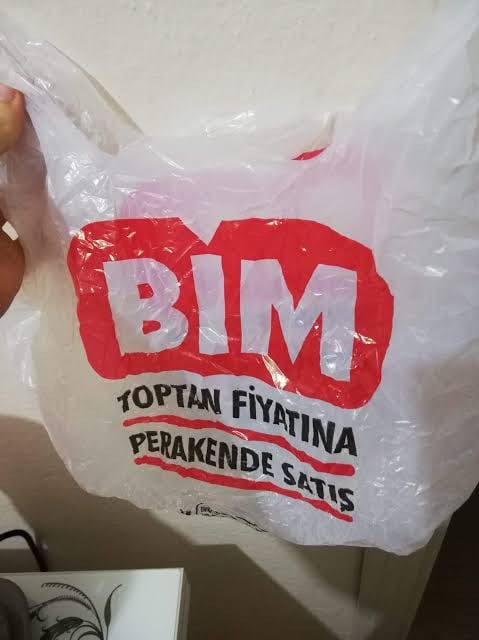 BIM
TOPTAN FİYATINA
PERAKENDE SATIŞ